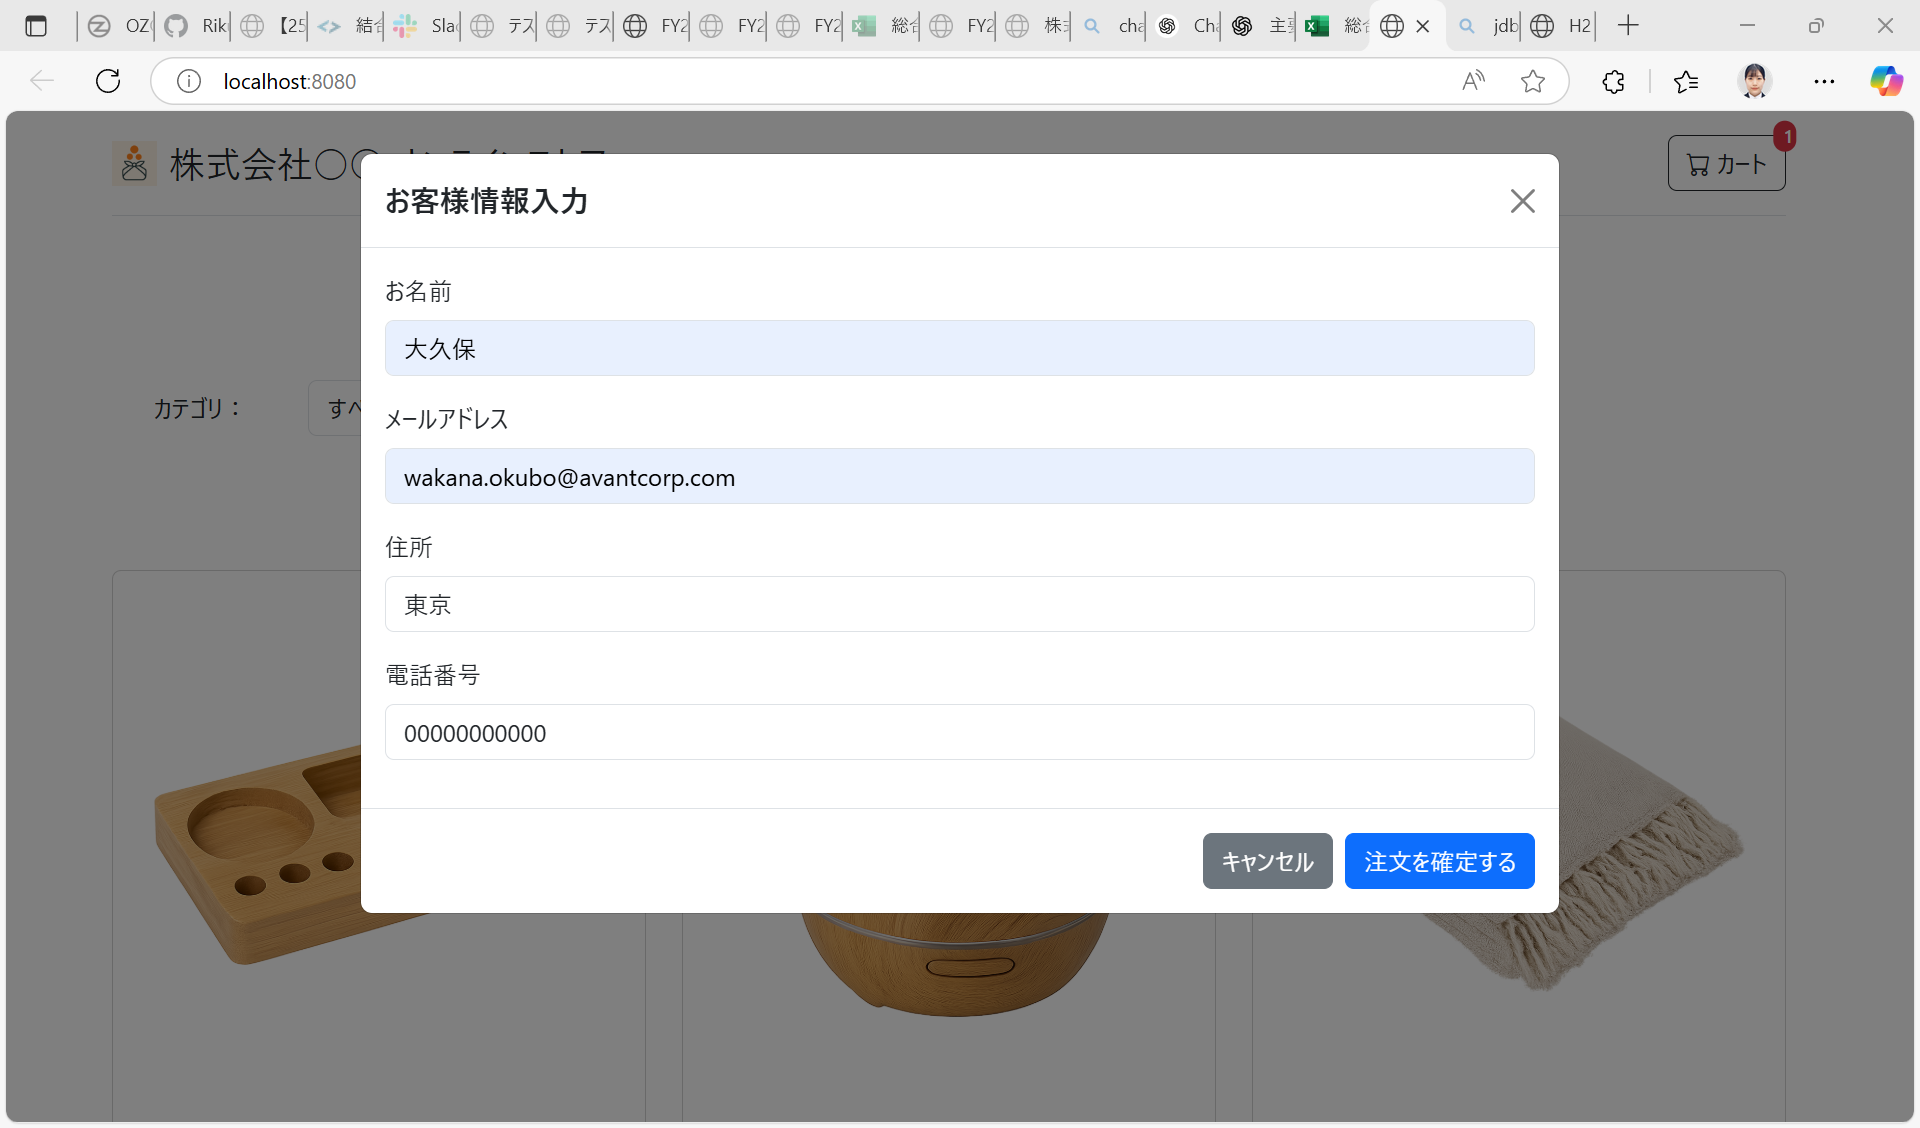 OZ
Rik
【25
結
Sla
テス
テス
FY2
FY2
FY2
総
FY2
株
cha
Cha
主
総
jdb
H2
localhost:8080
株式会社〇
1
カート
お客様情報入力
お名前
大久保
カテゴリ：
すべ
メールアドレス
wakana.okubo@avantcorp.com
住所
東京
電話番号
00000000000
キャンセル
注文を確定する